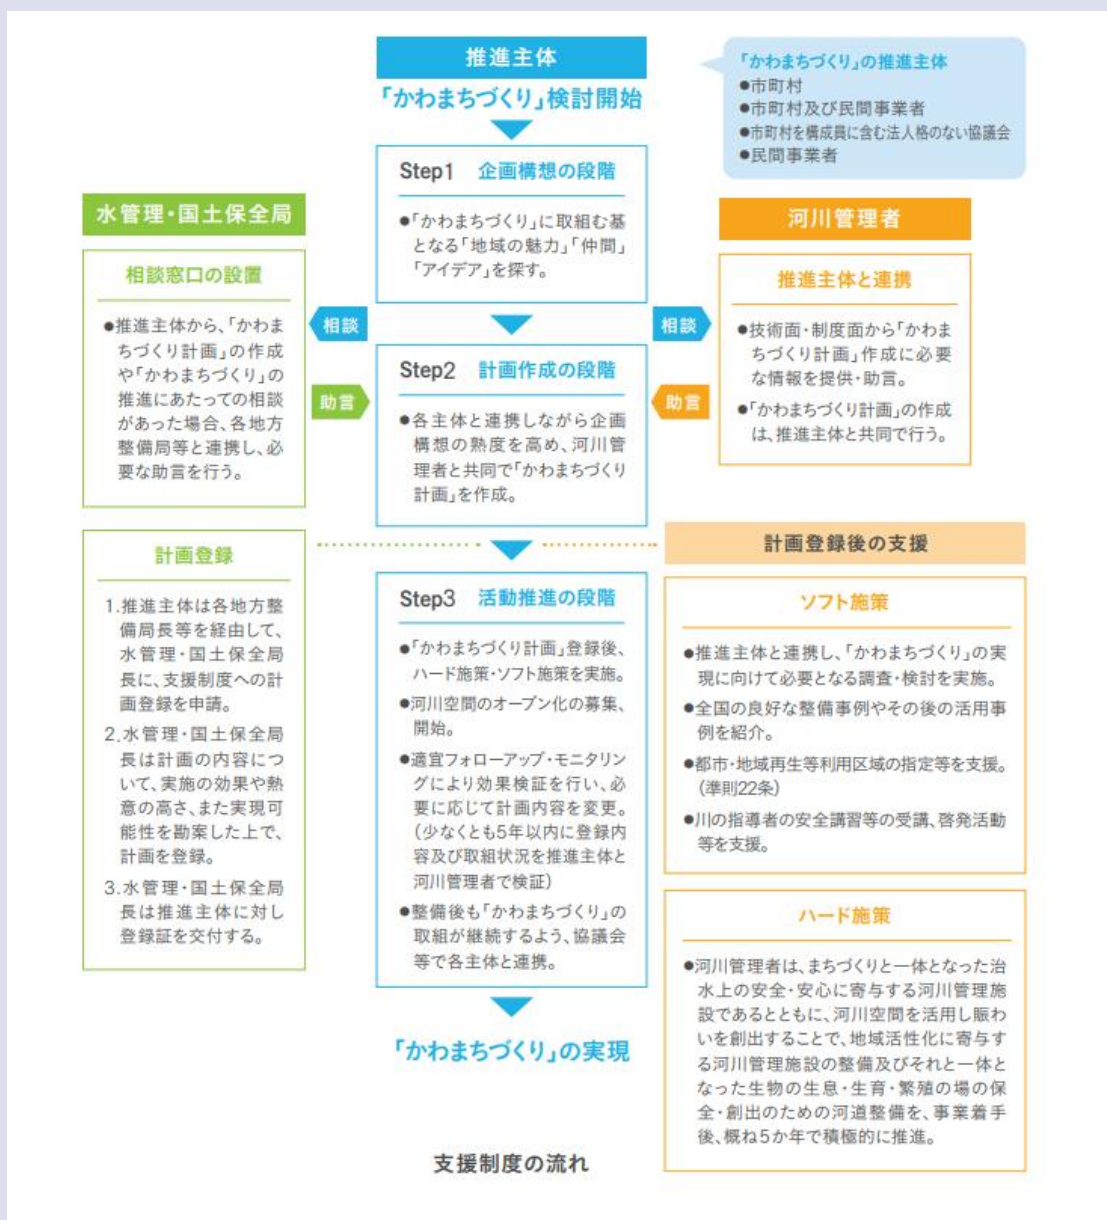 推進主体
「かわまちづくり」検討開始
「かわまちづくり」の推進主体
●市町村
●市町村及び民間事業者
●市町村を構成員に含む法人格のない協議会
●民間事業者
Step1 企画構想の段階
●「かわまちづくり」に取組む基
となる「地域の魅力」「仲間」
「アイデア」を探す。
水管理・国土保全局
相談窓口の設置
●推進主体から、「かわま
ちづくり計画」の作成
や「かわまちづくり」の
推進にあたっての相談
があった場合、各地方
整備局等と連携し、必
要な助言を行う。
相談
助言
相談
助言
河川管理者
推進主体と連携
●技術面・制度面から「かわま
ちづくり計画」作成に必要
な情報を提供・助言。
●「かわまちづくり計画」の作成
は、推進主体と共同で行う。
Step2 計画作成の段階
●各主体と連携しながら企画
構想の熟度を高め、河川管
理者と共同で「かわまちづくり
計画」を作成。
計画登録
1.推進主体は各地方整
備局長等を経由して、
水管理・国土保全局
長に、支援制度への計
画登録を申請。
2.水管理・国土保全局
長は計画の内容につ
いて、実施の効果や熱
意の高さ、また実現可
能性を勘案した上で、
計画を登録。
3.水管理・国土保全局
長は推進主体に対し
登録証を交付する。
Step3 活動推進の段階
●「かわまちづくり計画」登録後、
ハード施策・ソフト施策を実施。
●河川空間のオープン化の募集、
開始。
●適宜フォローアップ・モニタリン
グにより効果検証を行い、必
要に応じて計画内容を変更。
(少なくとも5年以内に登録内
容及び取組状況を推進主体と
河川管理者で検証)
●整備後も「かわまちづくり」の
取組が継続するよう、協議会
等で各主体と連携。
「かわまちづくり」の実現
計画登録後の支援
ソフト施策
●推進主体と連携し、「かわまちづくり」の実
現に向けて必要となる調査・検討を実施。
●全国の良好な整備事例やその後の活用事
例を紹介。
●都市・地域再生等利用区域の指定等を支援。
(準則22条)
●川の指導者の安全講習等の受講、啓発活動
等を支援。
ハード施策
●河川管理者は、まちづくりと一体となった治
水上の安全・安心に寄与する河川管理施
設であるとともに、河川空間を活用し賑わ
いを創出することで、地域活性化に寄与す
る河川管理施設の整備及びそれと一体と
なった生物の生息・生育・繁殖の場の保
全・創出のための河道整備を、事業着手
後、概ね5か年で積極的に推進。
支援制度の流れ